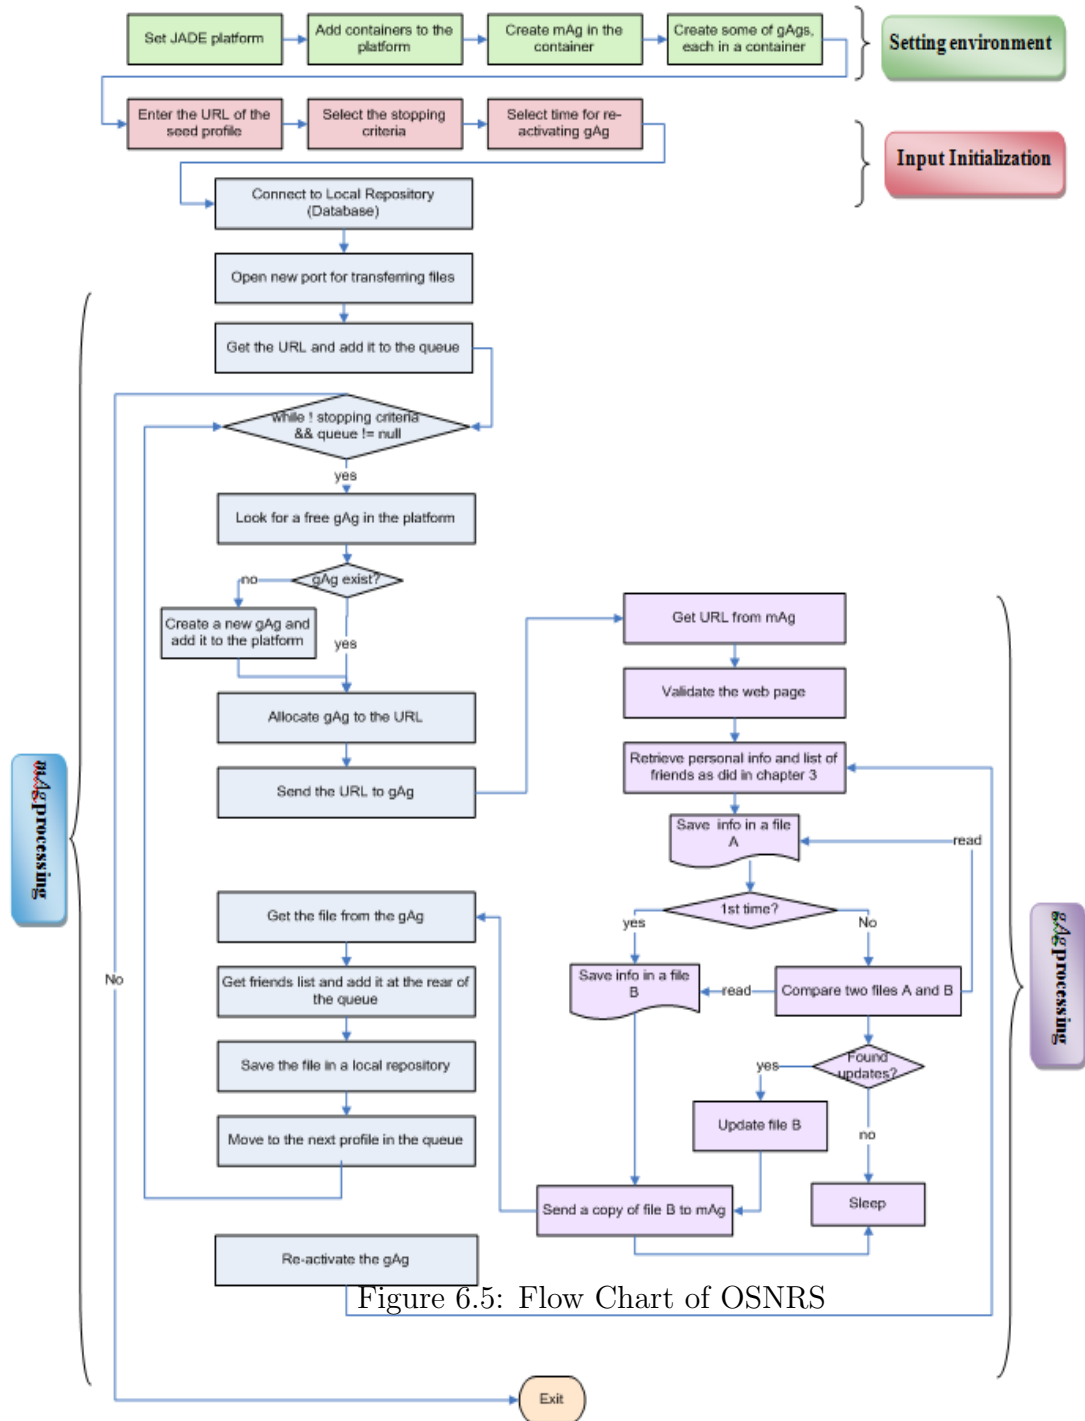 Set JADE platform
Add containers to the
platform
Create mAg in the
container
Create some of gAgs,
each in a container
Setting environment
Enter the URL of the
seed profile
Select the stopping
criteria
Select time for re-
activating gAg
Input Initialization
Connect to Local Repository
(Database)
Open new port for transferring files
Get the URL and add it to the queue
while ! stopping criteria
&& queue != null
yes
Look for a free gAg in the platform
gAg exist?
no
Create a new gAg and
add it to the platform
yes
Allocate gAg to the URL
Send the URL to gAg
mAg processing
Get URL from mAg
Validate the web page
Retrieve personal info and list of
friends as did in chapter 3
Save info in a file
A
read
1st time?
yes
No
Save info in a file
B
read
Compare two files A and B
Found
updates?
yes
no
Update file B
Sleep
Send a copy of file B to mAg
gAg processing
Get the file from the gAg
Get friends list and add it at the rear of
the queue
Save the file in a local repository
Move to the next profile in the queue
No
Re-activate the gAg
Figure 6.5: Flow Chart of OSNRS
Exit